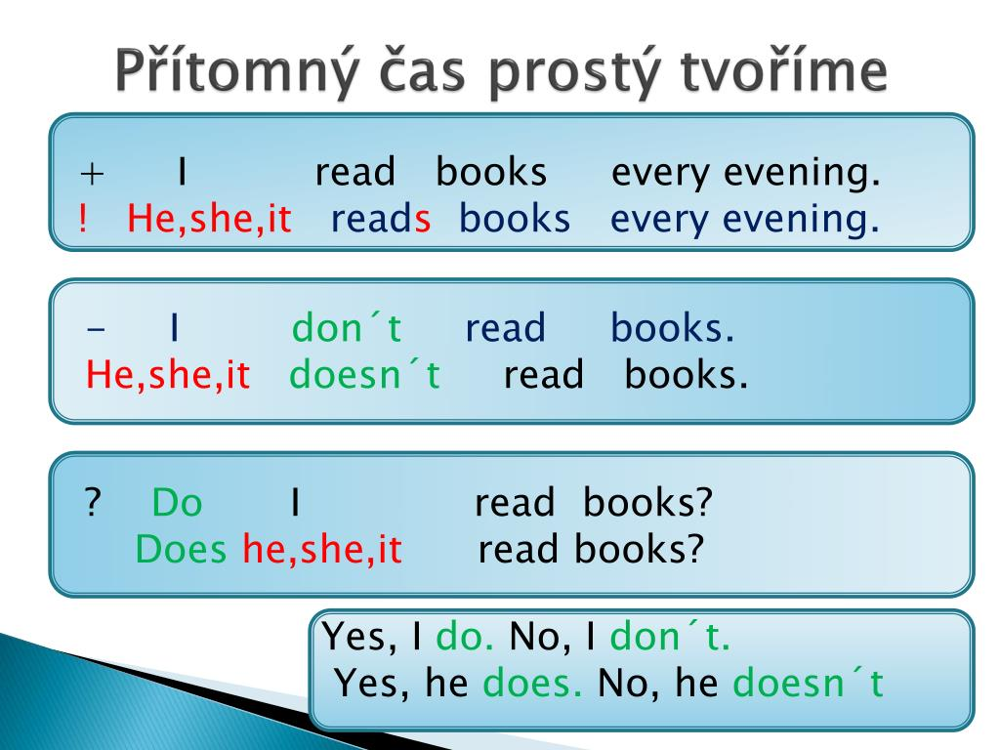 Přítomný čas prostý tvoříme
+ I read books every evening.
! He,she,it reads books every evening.
- I don´t read books.
He,she,it doesn´t read books.
? Do I read books?
Does he,she,it read books?
Yes, I do. No, I don´t.
Yes, he does. No, he doesn´t